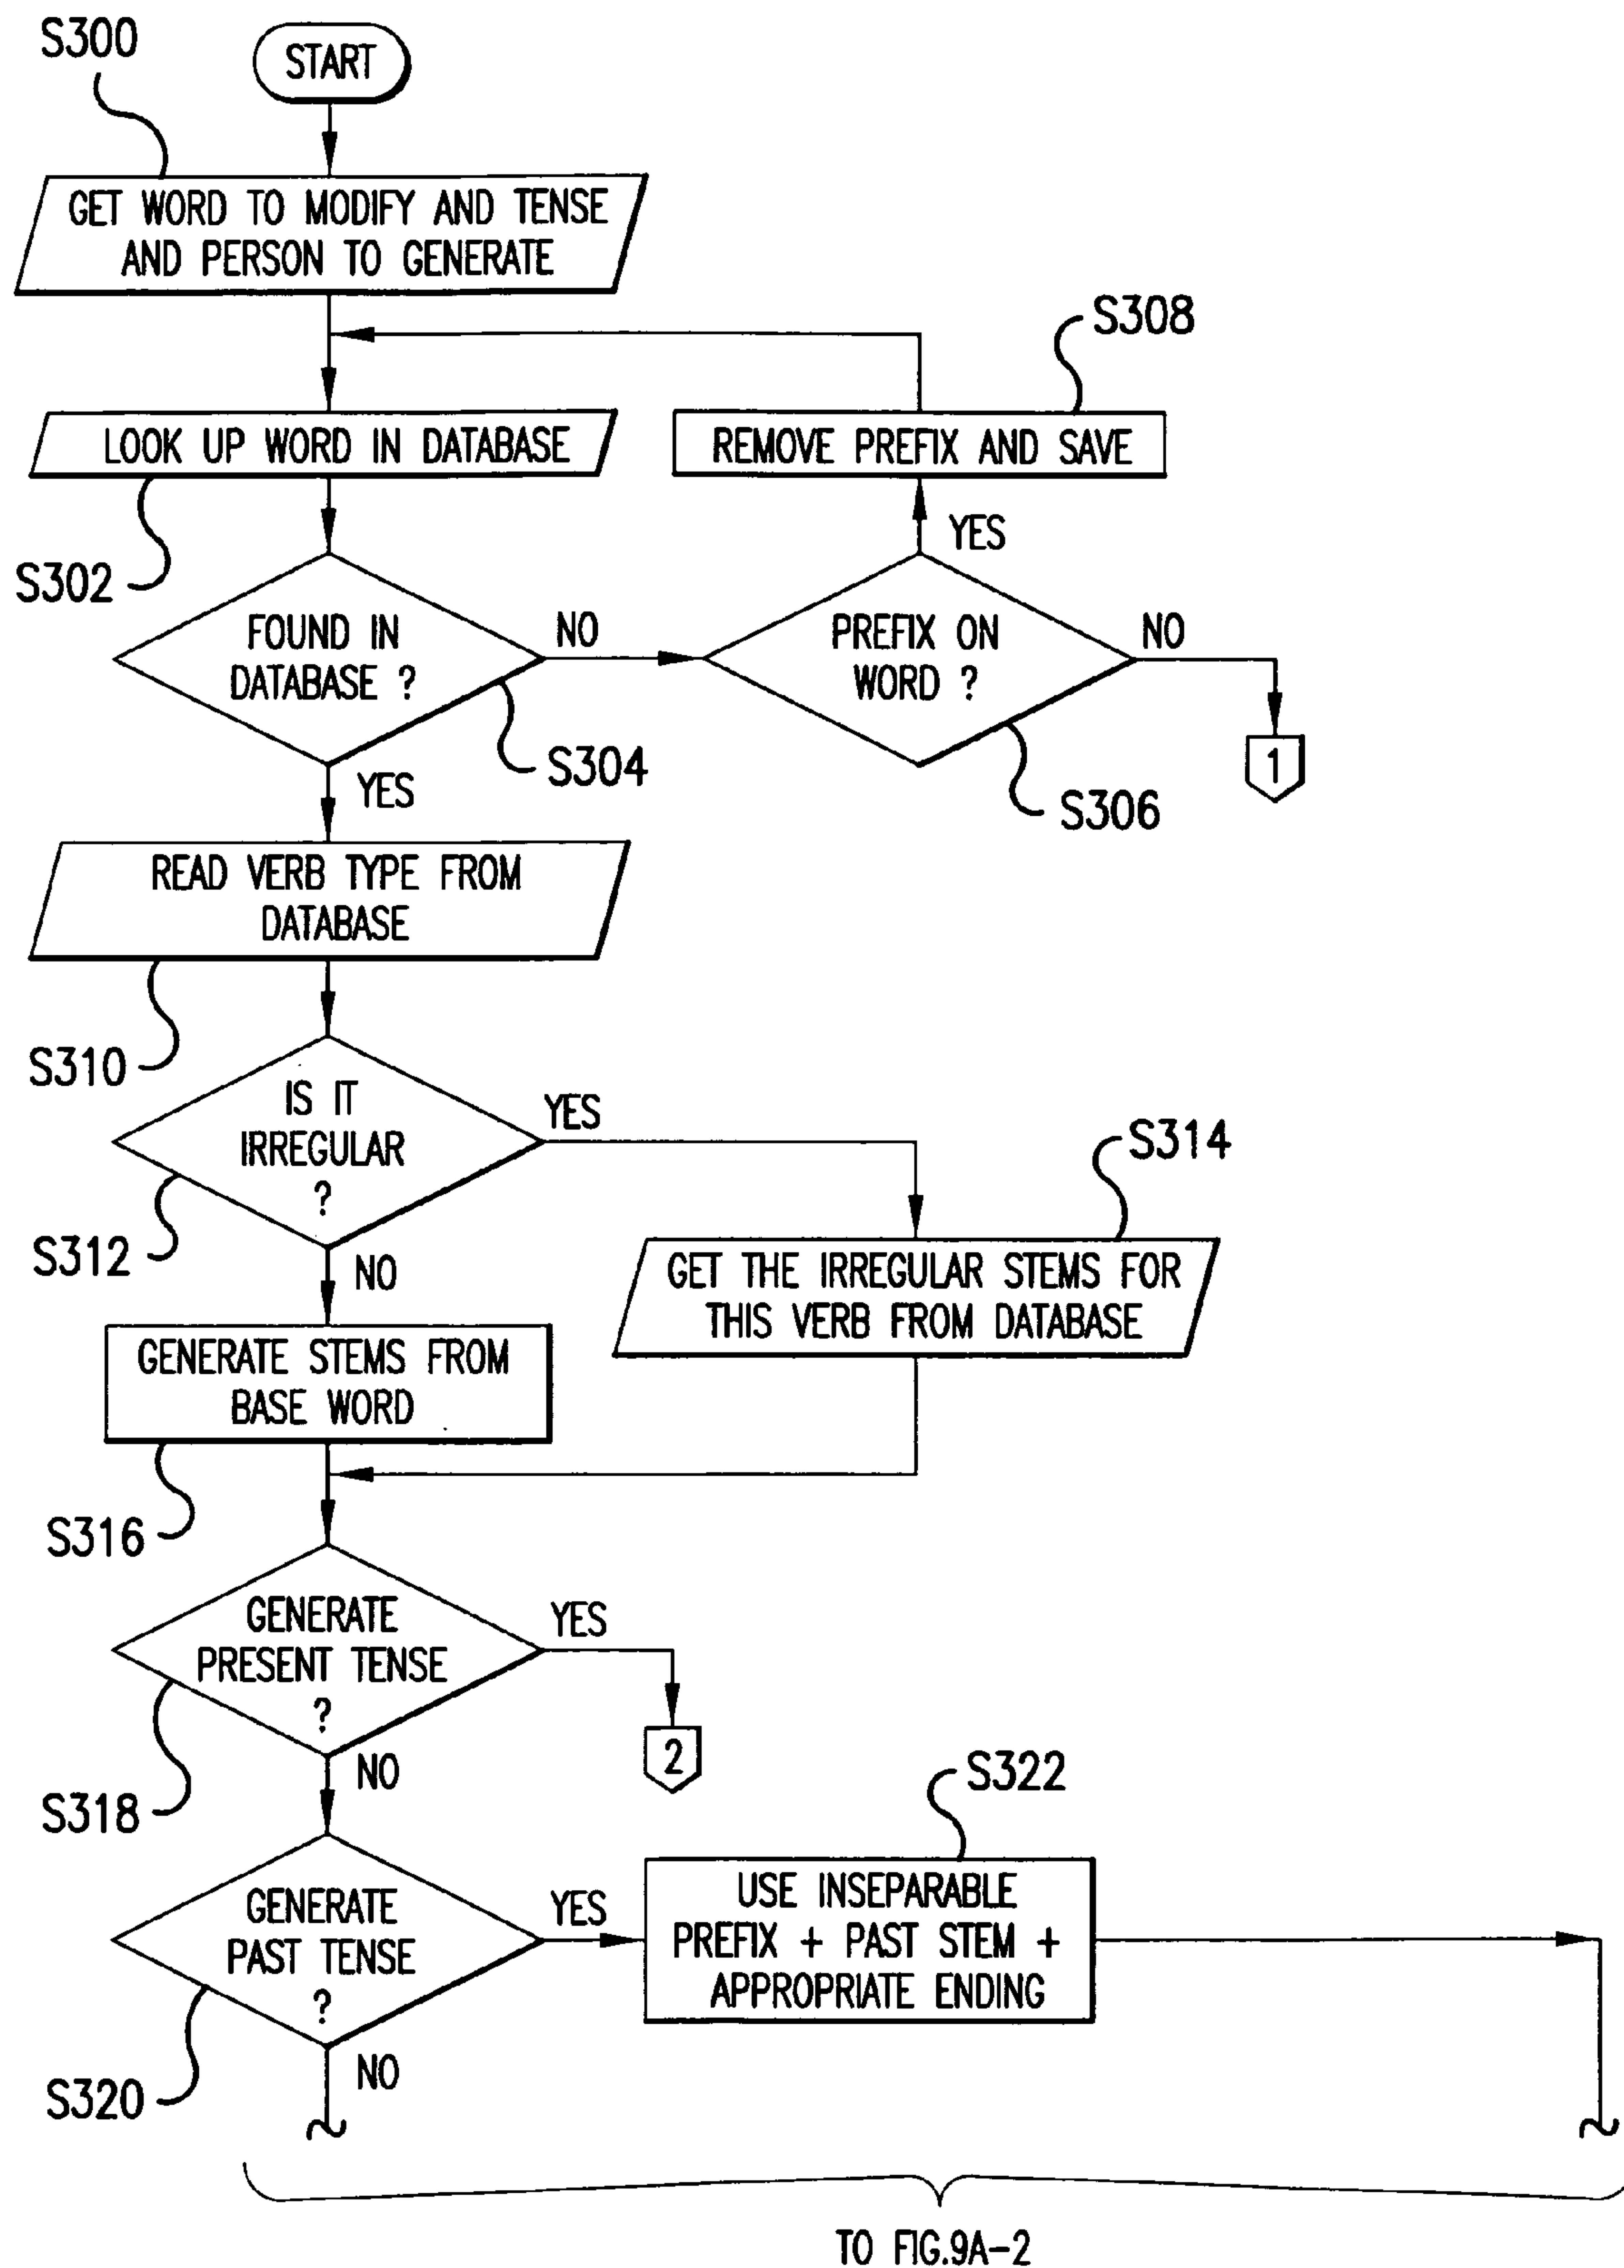 S300
START
GET WORD TO MODIFY AND TENSE
AND PERSON TO GENERATE
S308
LOOK UP WORD IN DATABASE
REMOVE PREFIX AND SAVE
YES
S302
FOUND IN
DATABASE ?
NO
PREFIX ON
WORD ?
NO
S304
1
YES
S306
READ VERB TYPE FROM
DATABASE
S310
IS IT
IRREGULAR
?
YES
S314
S312
NO
GET THE IRREGULAR STEMS FOR
THIS VERB FROM DATABASE
GENERATE STEMS FROM
BASE WORD
S316
GENERATE
PRESENT TENSE
?
YES
2
NO
S318
S322
GENERATE
PAST TENSE
?
YES
USE INSEPARABLE
PREFIX + PAST STEM +
APPROPRIATE ENDING
S320
NO
TO FIG.9A-2